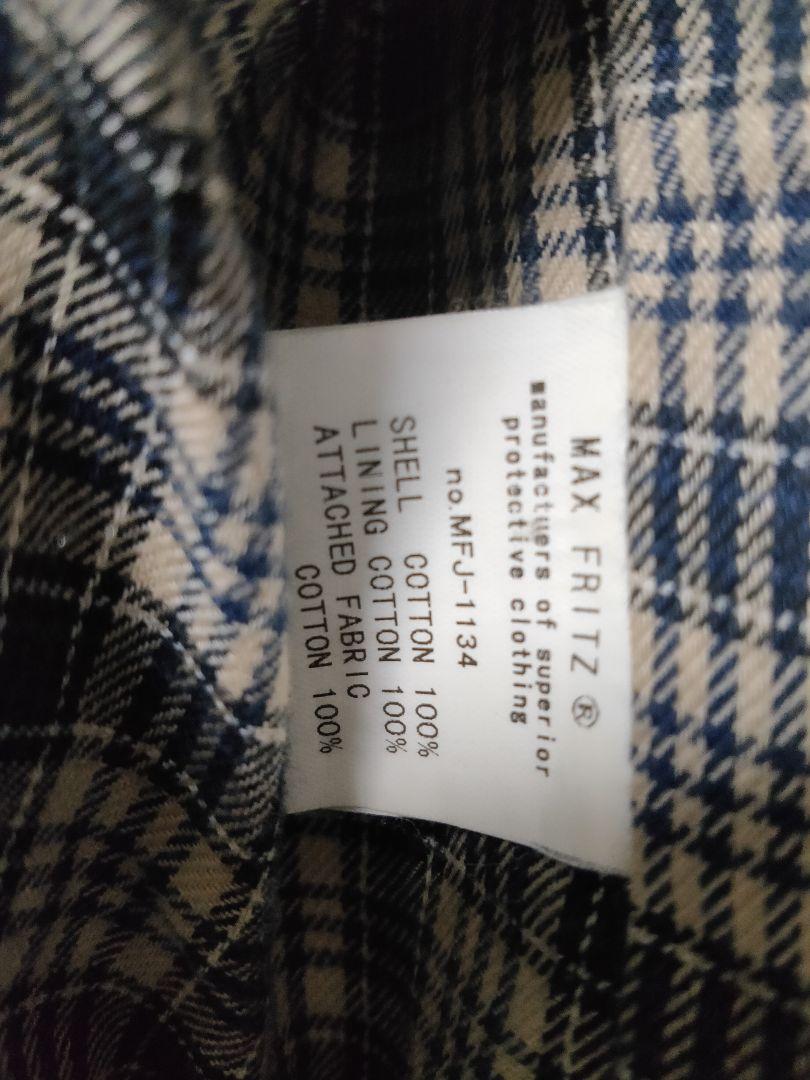 MAX FRITZ ®
manufactuers of superior
protective clothing
no.MFJ-1134
SHELL COTTON 100%
LINING COTTON 100%
ATTACHED FABRIC
COTTON 100%